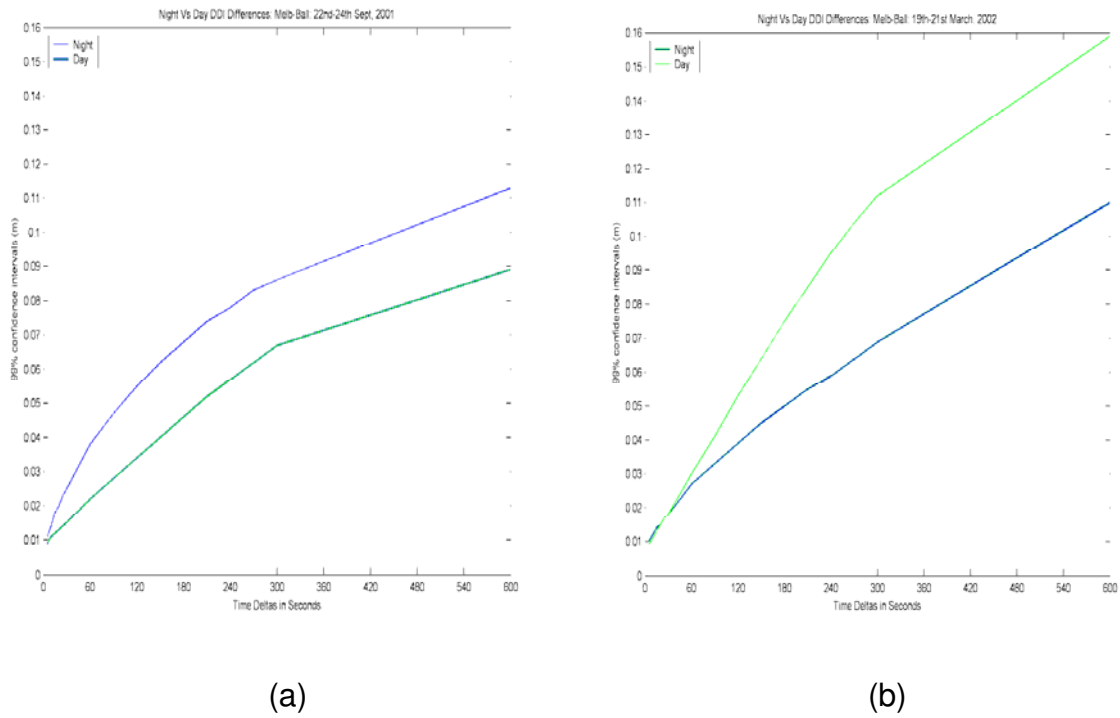 Night Vs Day DDI Differences: Melb-Ball: 22nd-24th Sept, 2001
0.16
0.15
0.14
0.13
0.12
0.11
0.1
0.09
0.08
0.07
0.06
0.05
0.04
0.03
0.02
0.01
0
99% confidence intervals (m)
Night
Day
0 60 120 180 240 300 360 420 480 540 600
Time Deltas in Seconds
(a)
Night Vs Day DDI Differences: Melb-Ball: 19th-21st March, 2002
0.16
0.15
0.14
0.13
0.12
0.11
0.1
0.09
0.08
0.07
0.06
0.05
0.04
0.03
0.02
0.01
0
99% confidence intervals (m)
Night
Day
0 60 120 180 240 300 360 420 480 540 600
Time Deltas in Seconds
(b)